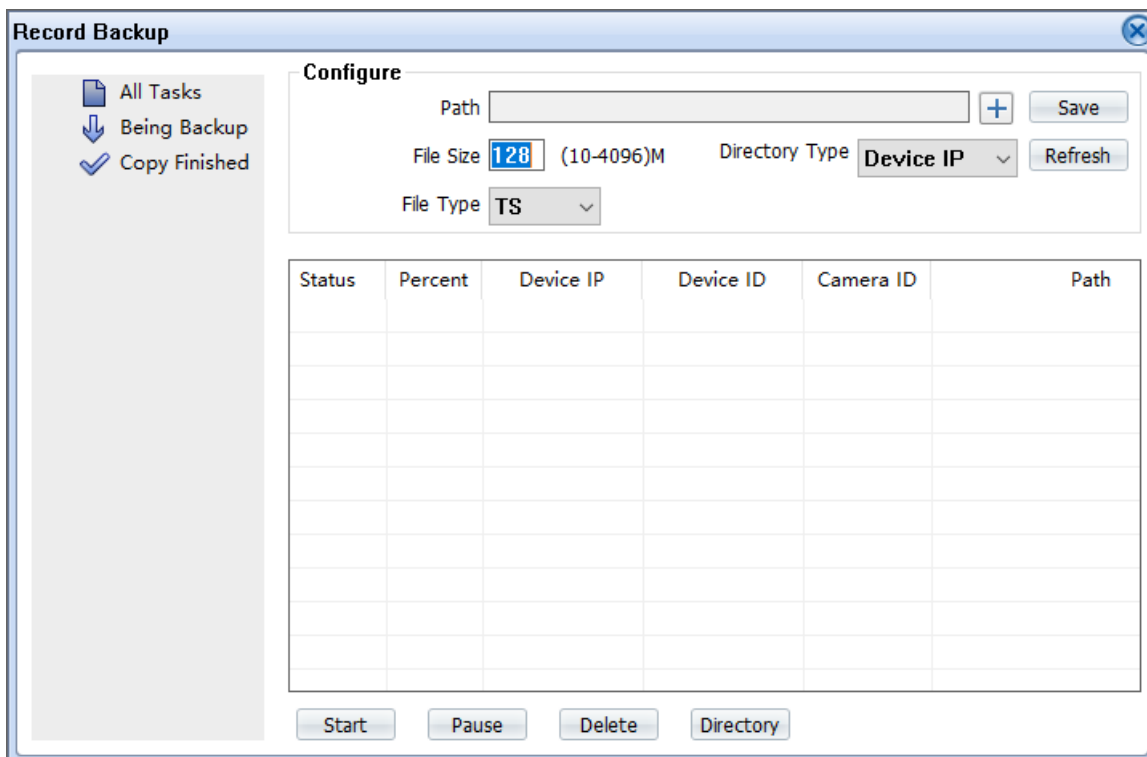 Record Backup
All Tasks
Being Backup
Copy Finished
Configure
Path
Save
File Size 128 (10-4096)M Directory Type Device IP Refresh
File Type TS
Status Percent Device IP Device ID Camera ID Path
Start Pause Delete Directory